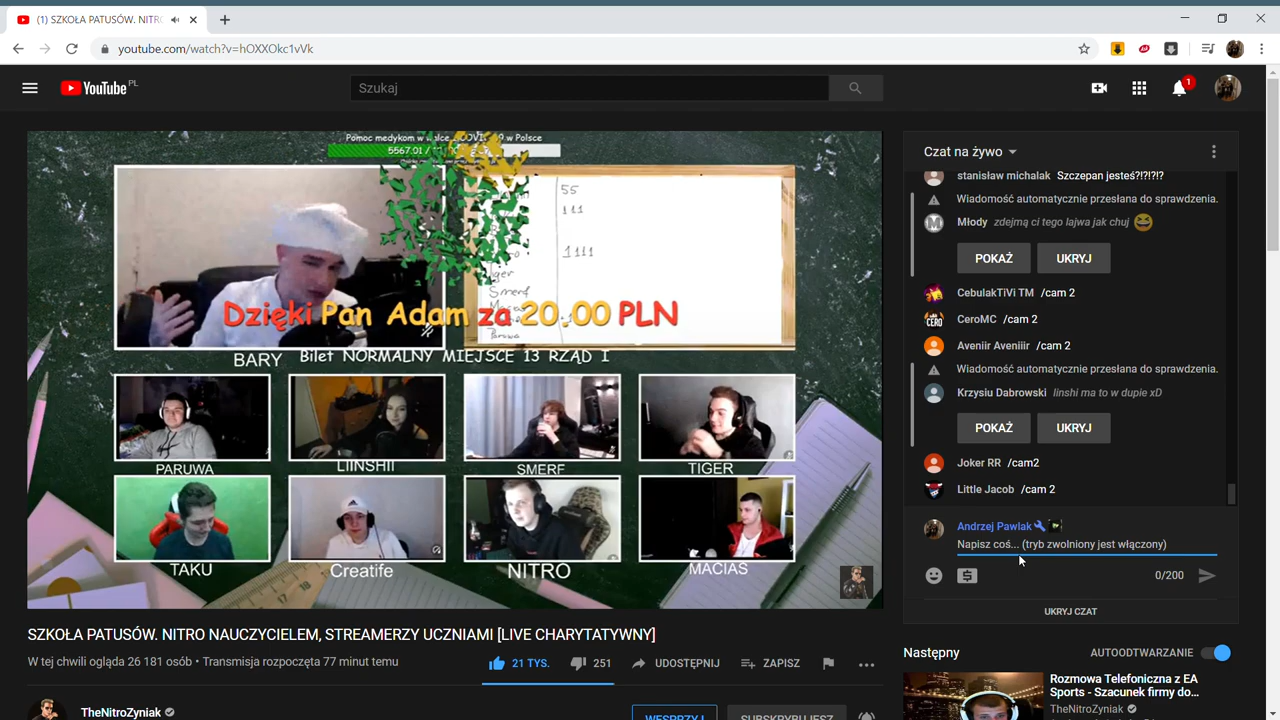 (1) SZKOŁA PATUSÓW. NITRO
youtube.com/watch?v=hOXXOkc1vVk
YouTube PL
Szukaj
1
Pomoc medykom w
5567.01 /
55
111
1111
Smerf
Dzięki Pan Adam za 20.00 PLN
BARY
Bilet NORMALNY MIEJSCE 13 RZĄD I
PARUWA
LIINSHII
SMERF
TIGER
TAKU
Creatife
NITRO
MACIAS
SZKOŁA PATUSÓW. NITRO NAUCZYCIELEM, STREAMERZY UCZNIAMI [LIVE CHARYTATYWNY]
W tej chwili ogląda 26 181 osób • Transmisja rozpoczęta 77 minut temu
21 TYS.
251
UDOSTĘPNIJ
ZAPISZ
TheNitroZyniak
WESPRZYJ
SUBSKRYBUJESZ
Czat na żywo
stanisław michalak Szczepan jesteś?!?!?!?
Wiadomość automatycznie przesłana do sprawdzenia.
Młody zdejmą ci tego lajwa jak chuj
POKAŻ
UKRYJ
CebulakTiVi TM /cam 2
CeroMC /cam 2
Aveniir Aveniiir /cam 2
Wiadomość automatycznie przesłana do sprawdzenia.
Krzysiu Dabrowski linshi ma to w dupie xD
POKAŻ
UKRYJ
Joker RR /cam2
Little Jacob /cam 2
Andrzej Pawlak
Napisz coś... (tryb zwolniony jest włączony)
0/200
UKRYJ CZAT
Następny
AUTOODTWARZANIE
Rozmowa Telefoniczna z EA
Sports - Szacunek firmy do...
TheNitroZyniak